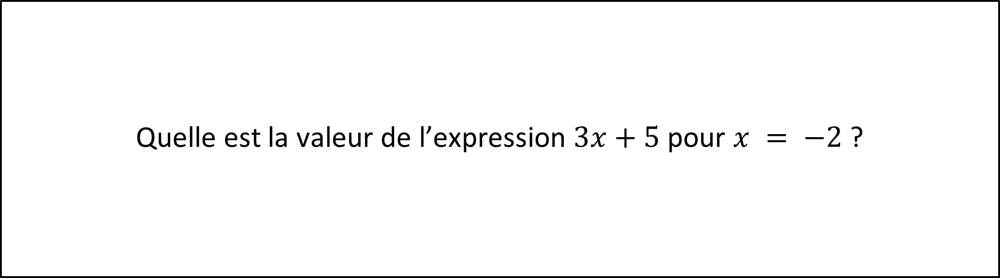 Quelle est la valeur de l’expression 3𝑥 + 5 pour 𝑥 = −2 ?